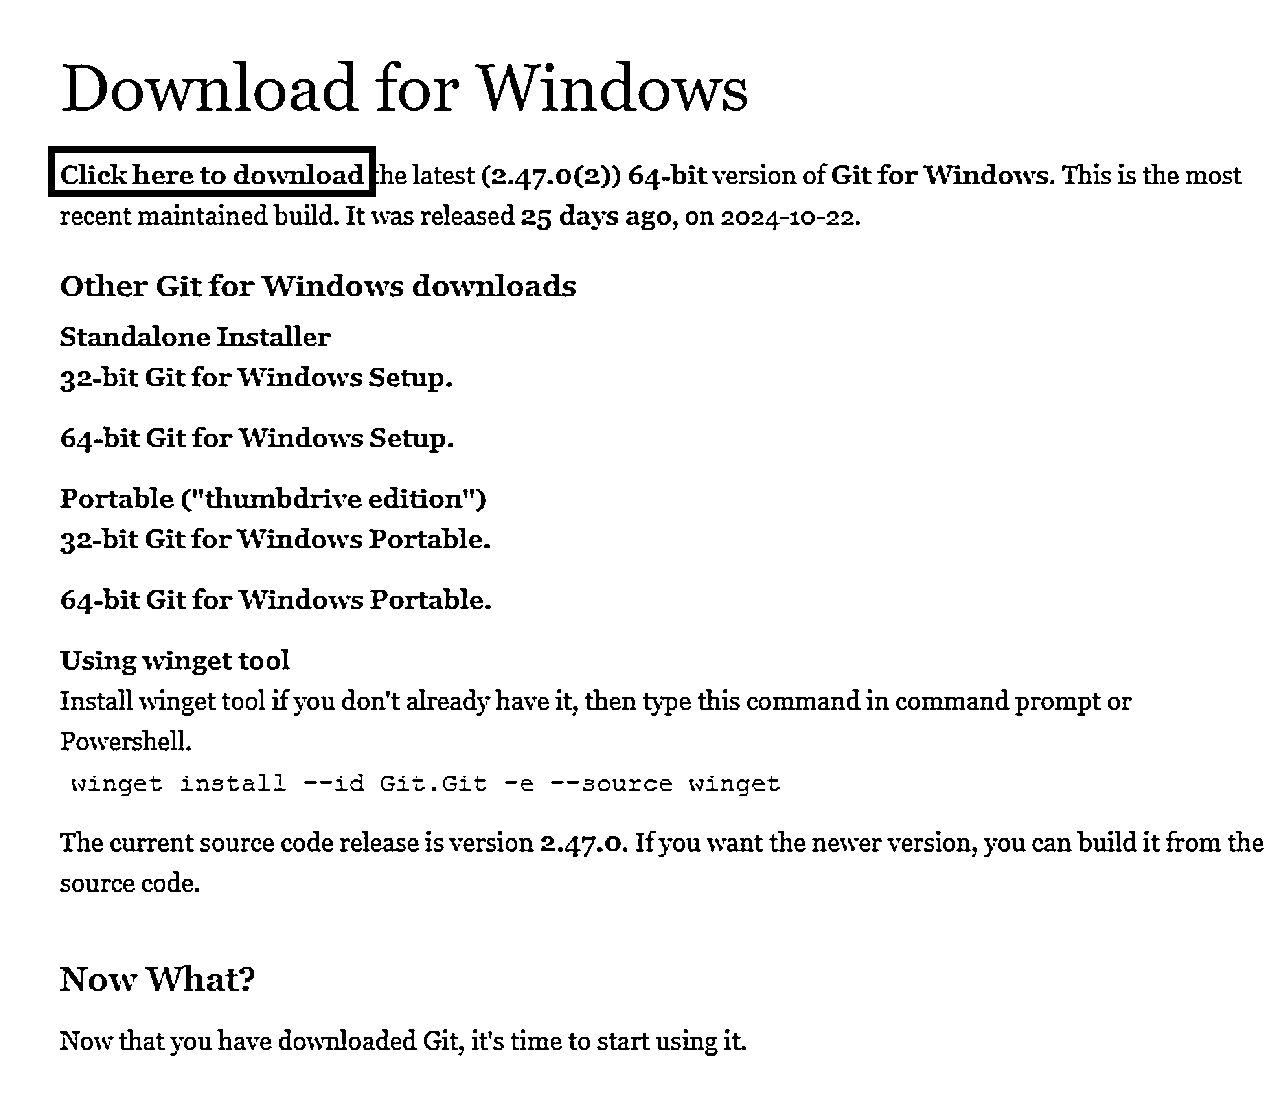 Download for Windows
Click here to download the latest (2.47.0(2)) 64-bit version of Git for Windows. This is the most
recent maintained build. It was released 25 days ago, on 2024-10-22.
Other Git for Windows downloads
Standalone Installer
32-bit Git for Windows Setup.
64-bit Git for Windows Setup.
Portable ("thumbdrive edition")
32-bit Git for Windows Portable.
64-bit Git for Windows Portable.
Using winget tool
Install winget tool if you don't already have it, then type this command in command prompt or
Powershell.
winget install --id Git.Git -e --source winget
The current source code release is version 2.47.0. If you want the newer version, you can build it from the
source code.
Now What?
Now that you have downloaded Git, it's time to start using it.